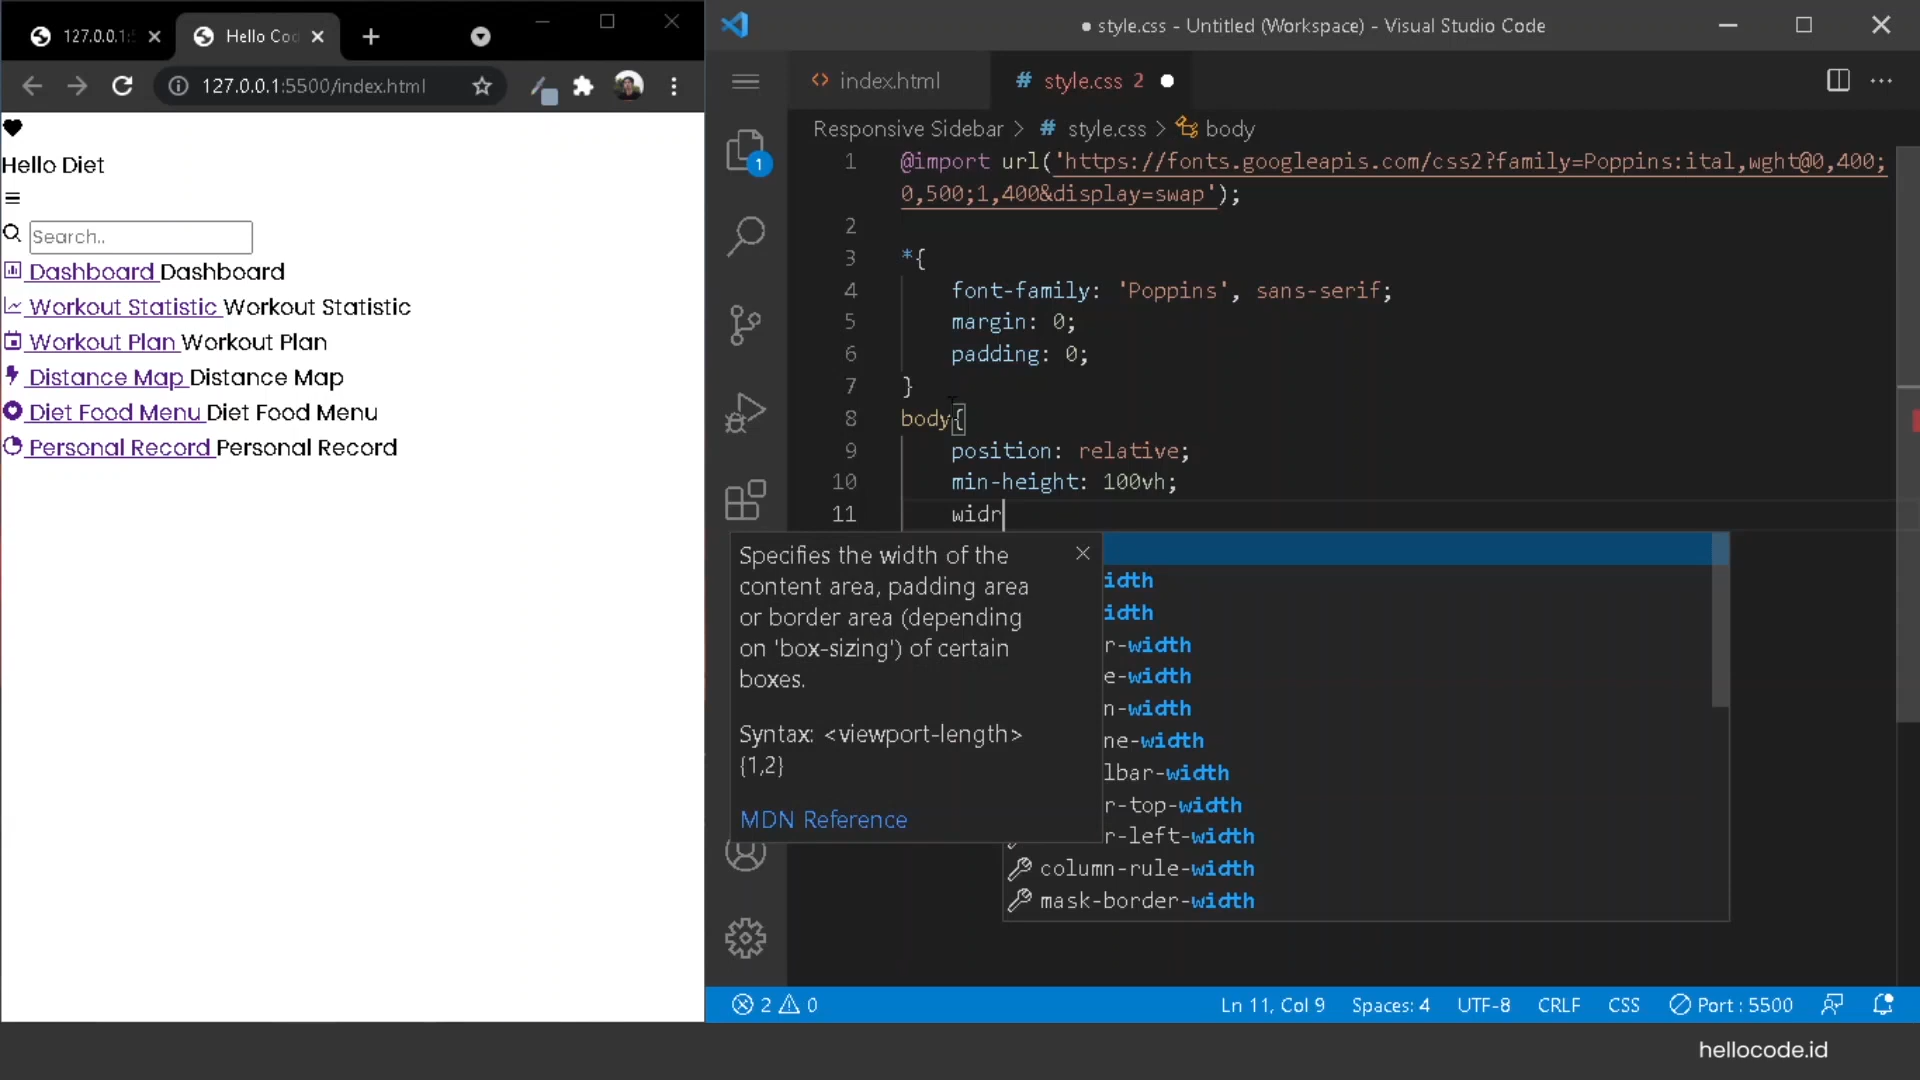 127.0.0.1:5
Hello Cod
127.0.0.1:5500/index.html
Hello Diet
Search..
Dashboard Dashboard
Workout Statistic Workout Statistic
Workout Plan Workout Plan
Distance Map Distance Map
Diet Food Menu Diet Food Menu
Personal Record Personal Record
● style.css - Untitled (Workspace) - Visual Studio Code
<> index.html
# style.css 2 ●
Responsive Sidebar > # style.css > body
1 @import url('https://fonts.googleapis.com/css2?family=Poppins:ital,wght@0,400;
0,500;1,400&display=swap');
2
3 *{
4 font-family: 'Poppins', sans-serif;
5 margin: 0;
6 padding: 0;
7 }
8 body{
9 position: relative;
10 min-height: 100vh;
11 widr
1
Specifies the width of the
content area, padding area
or border area (depending
on 'box-sizing') of certain
boxes.
Syntax: <viewport-length>
{1,2}
MDN Reference
idth
idth
r-width
e-width
n-width
ne-width
lbar-width
r-top-width
r-left-width
column-rule-width
mask-border-width
2 0
Ln 11, Col 9
Spaces: 4
UTF-8
CRLF
CSS
Port : 5500
hellocode.id